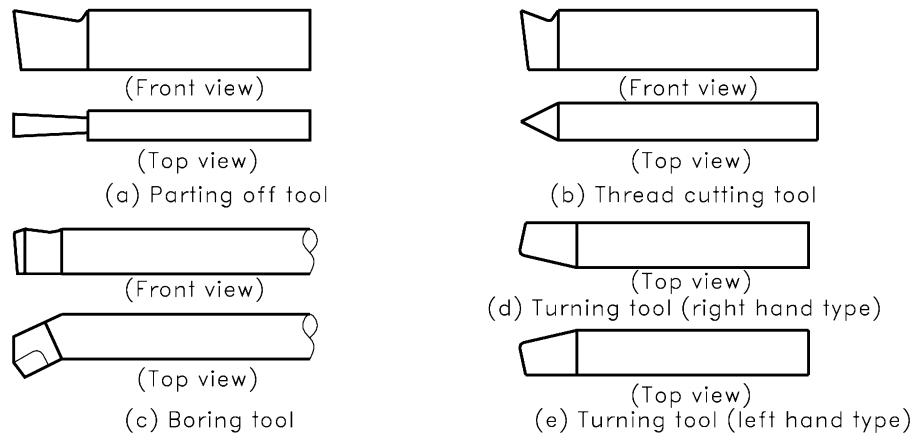 (Front view)
(Top view)
(a) Parting off tool
(Front view)
(Top view)
(b) Thread cutting tool
(Front view)
(Top view)
(c) Boring tool
(Top view)
(d) Turning tool (right hand type)
(Top view)
(e) Turning tool (left hand type)